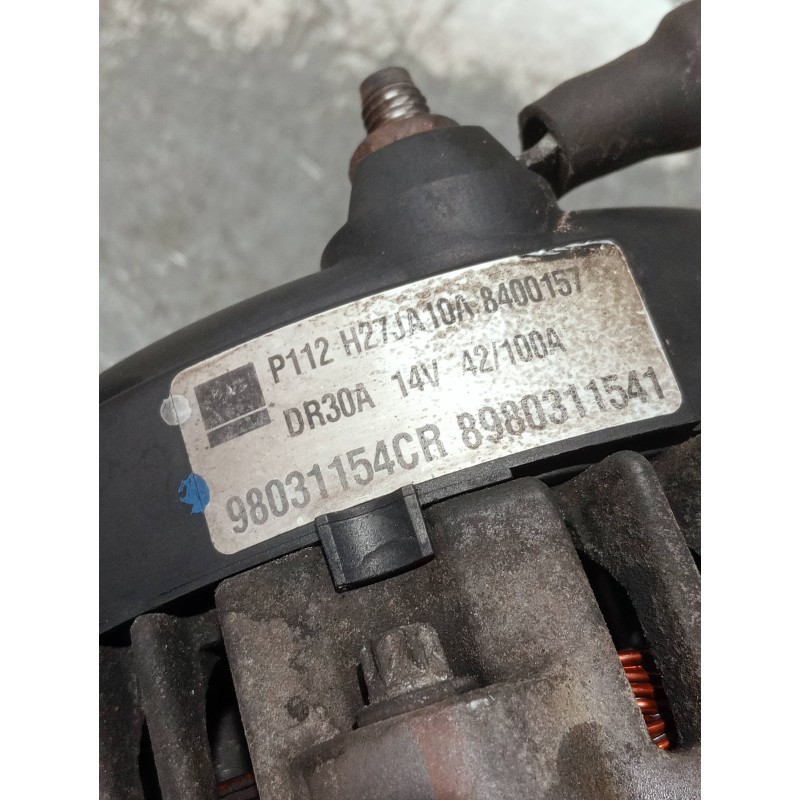 P112 H27JA10A 8400157
DR30A 14V 42/100A
98031154CR 8980311541